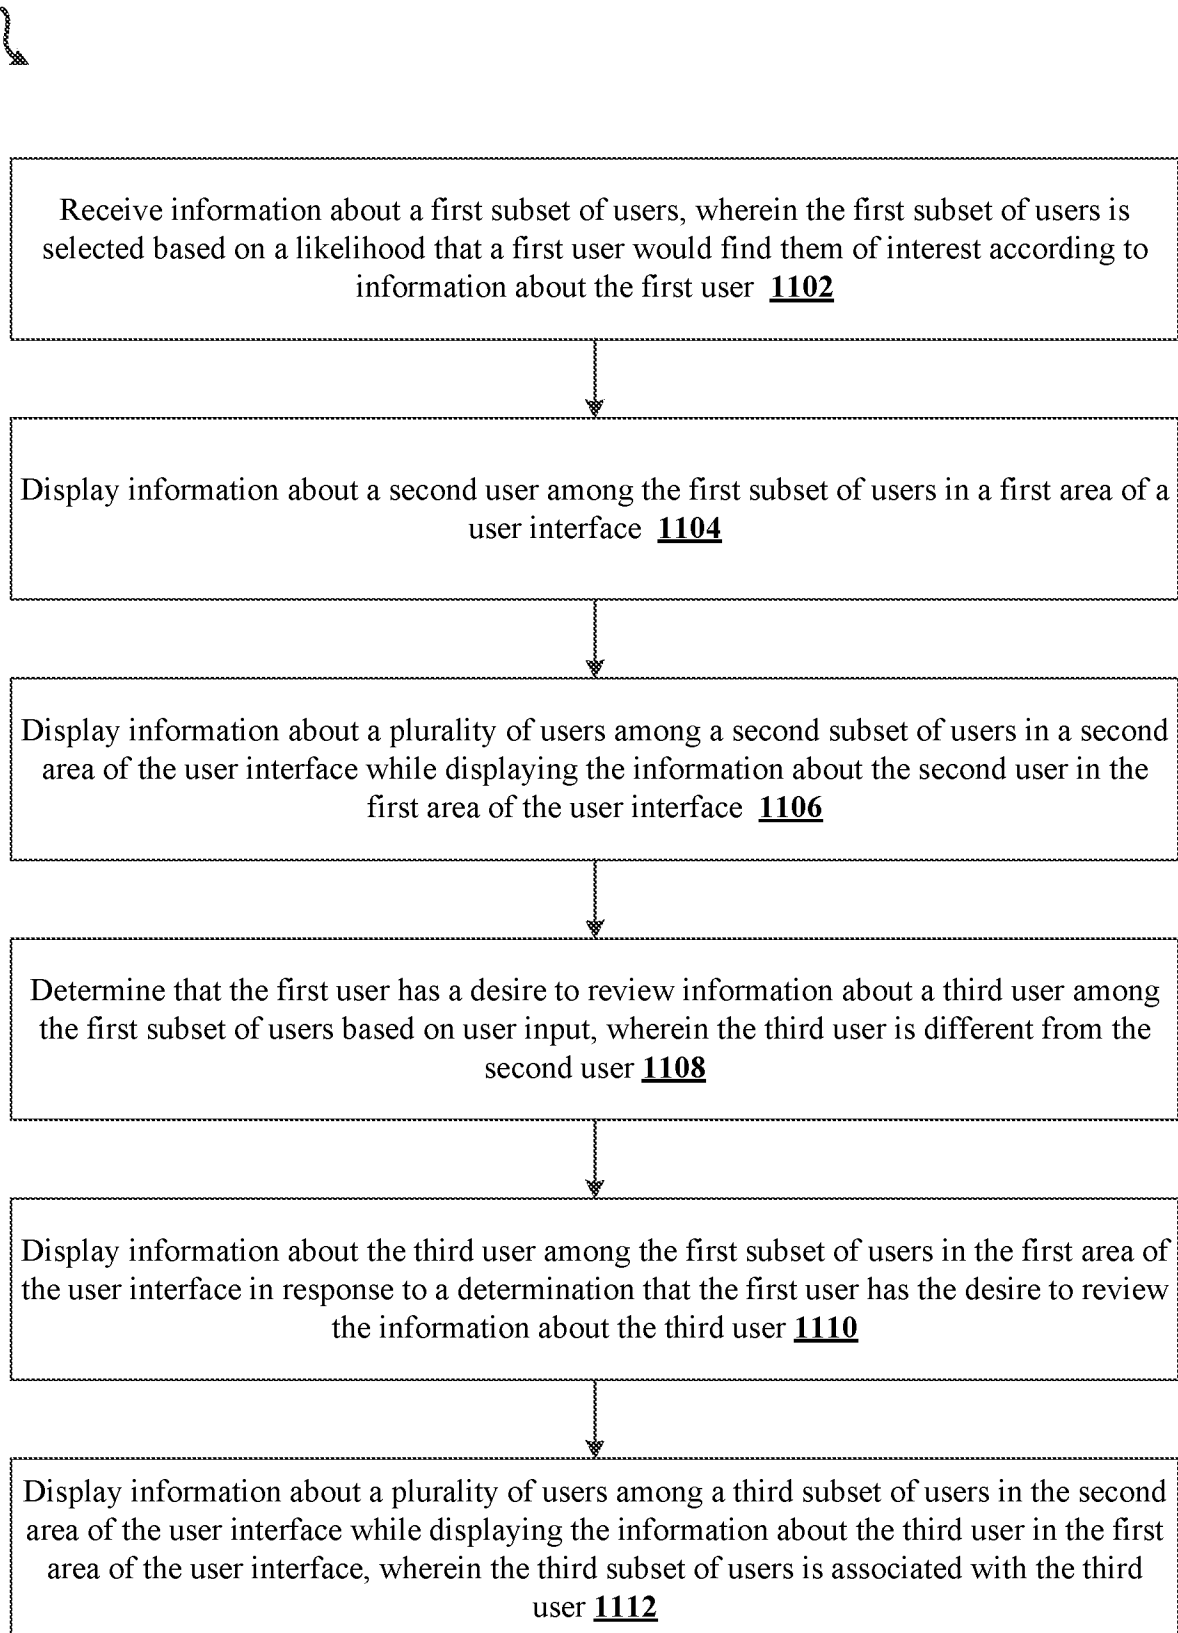 Receive information about a first subset of users, wherein the first subset of users is
selected based on a likelihood that a first user would find them of interest according to
information about the first user 1102
Display information about a second user among the first subset of users in a first area of a
user interface 1104
Display information about a plurality of users among a second subset of users in a second
area of the user interface while displaying the information about the second user in the
first area of the user interface 1106
Determine that the first user has a desire to review information about a third user among
the first subset of users based on user input, wherein the third user is different from the
second user 1108
Display information about the third user among the first subset of users in the first area of
the user interface in response to a determination that the first user has the desire to review
the information about the third user 1110
Display information about a plurality of users among a third subset of users in the second
area of the user interface while displaying the information about the third user in the first
area of the user interface, wherein the third subset of users is associated with the third
user 1112